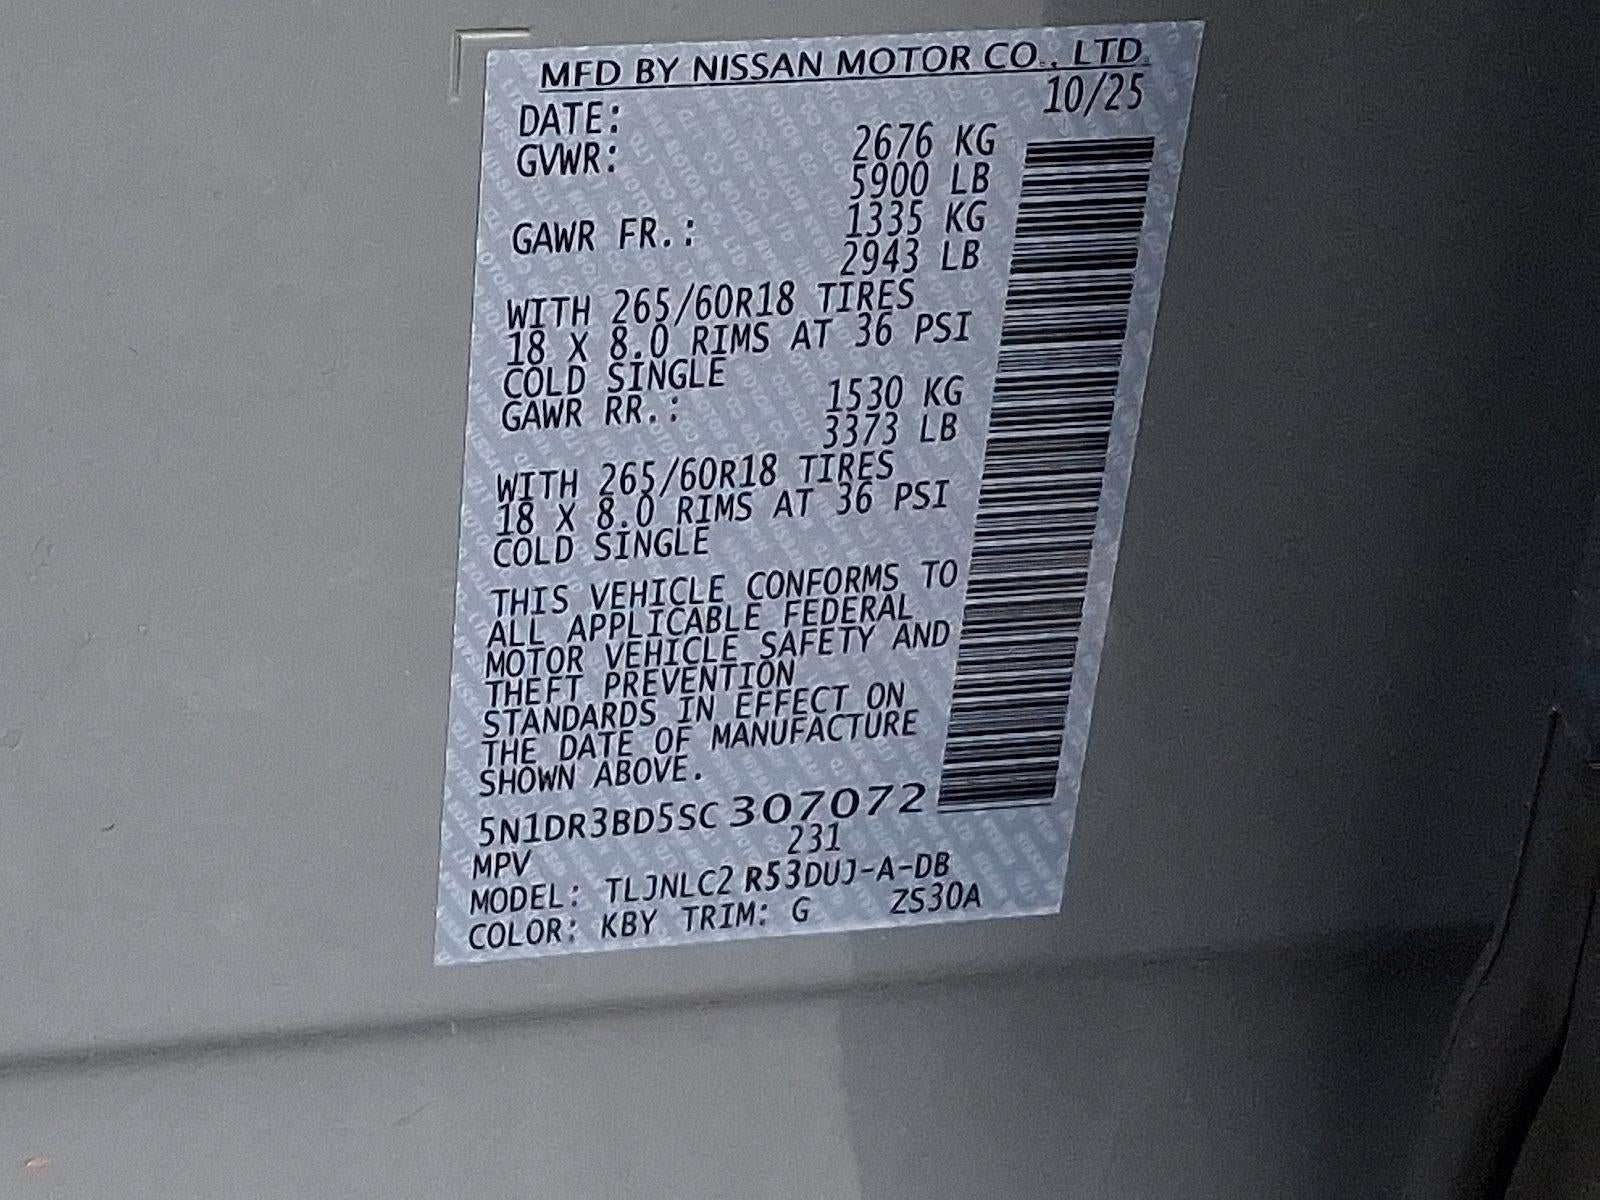 MFD BY NISSAN MOTOR CO., LTD.
DATE: 10/25
GVWR: 2676 KG
5900 LB
GAWR FR.: 1335 KG
2943 LB
WITH 265/60R18 TIRES
18 X 8.0 RIMS AT 36 PSI
COLD SINGLE
GAWR RR.: 1530 KG
3373 LB
WITH 265/60R18 TIRES
18 X 8.0 RIMS AT 36 PSI
COLD SINGLE
THIS VEHICLE CONFORMS TO
ALL APPLICABLE FEDERAL
MOTOR VEHICLE SAFETY AND
THEFT PREVENTION
STANDARDS IN EFFECT ON
THE DATE OF MANUFACTURE
SHOWN ABOVE.
5N1DR3BD5SC307072
MPV 231
MODEL: TLJNLC2 R53DUJ-A-DB
COLOR: KBY TRIM: G ZS30A